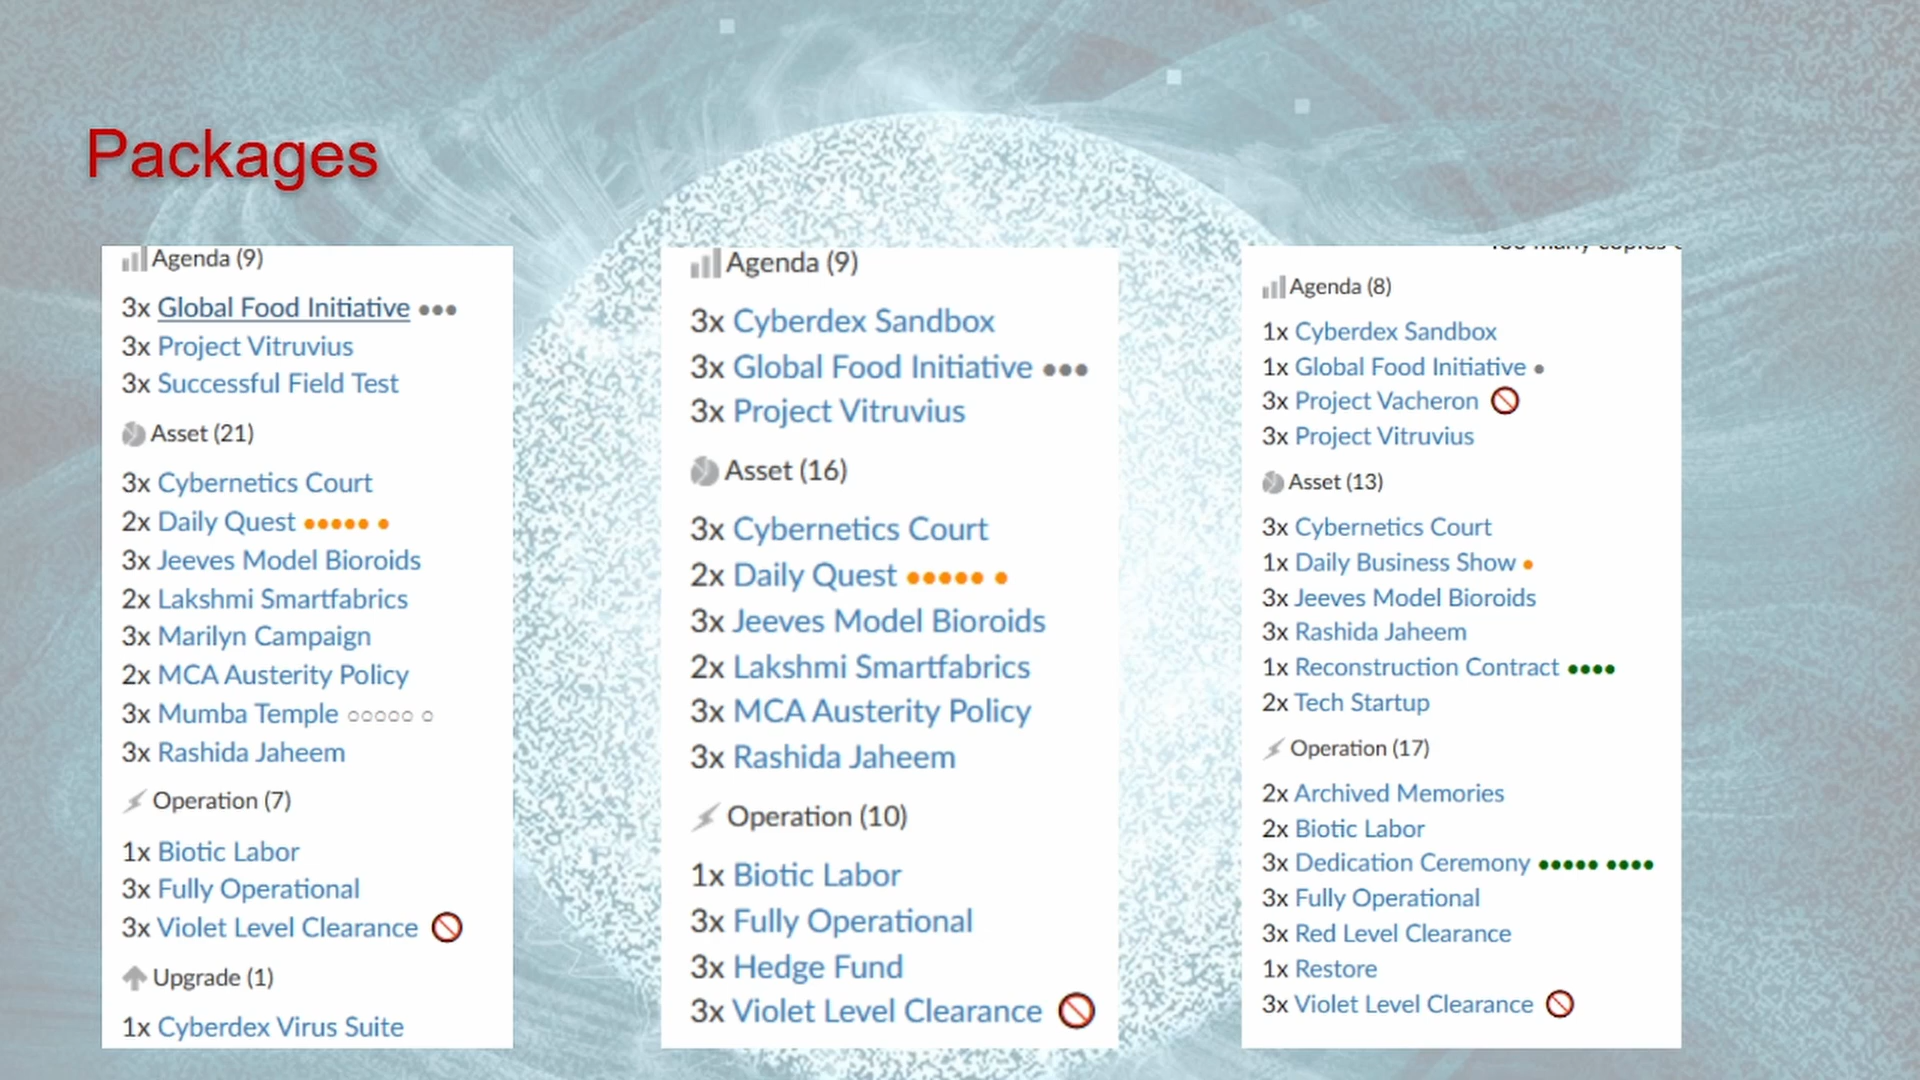 Packages
Agenda (9)
3x Global Food Initiative ●●●
3x Project Vitruvius
3x Successful Field Test
Asset (21)
3x Cybernetics Court
2x Daily Quest ●●●●● ●
3x Jeeves Model Bioroids
2x Lakshmi Smartfabrics
3x Marilyn Campaign
2x MCA Austerity Policy
3x Mumba Temple ○○○○○ ○
3x Rashida Jaheem
Operation (7)
1x Biotic Labor
3x Fully Operational
3x Violet Level Clearance
Upgrade (1)
1x Cyberdex Virus Suite
Agenda (9)
3x Cyberdex Sandbox
3x Global Food Initiative ●●●
3x Project Vitruvius
Asset (16)
3x Cybernetics Court
2x Daily Quest ●●●●● ●
3x Jeeves Model Bioroids
2x Lakshmi Smartfabrics
3x MCA Austerity Policy
3x Rashida Jaheem
Operation (10)
1x Biotic Labor
3x Fully Operational
3x Hedge Fund
3x Violet Level Clearance
Too many copies
Agenda (8)
1x Cyberdex Sandbox
1x Global Food Initiative ●
3x Project Vacheron
3x Project Vitruvius
Asset (13)
3x Cybernetics Court
1x Daily Business Show ●
3x Jeeves Model Bioroids
3x Rashida Jaheem
1x Reconstruction Contract ●●●●
2x Tech Startup
Operation (17)
2x Archived Memories
2x Biotic Labor
3x Dedication Ceremony ●●●●● ●●●●
3x Fully Operational
3x Red Level Clearance
1x Restore
3x Violet Level Clearance